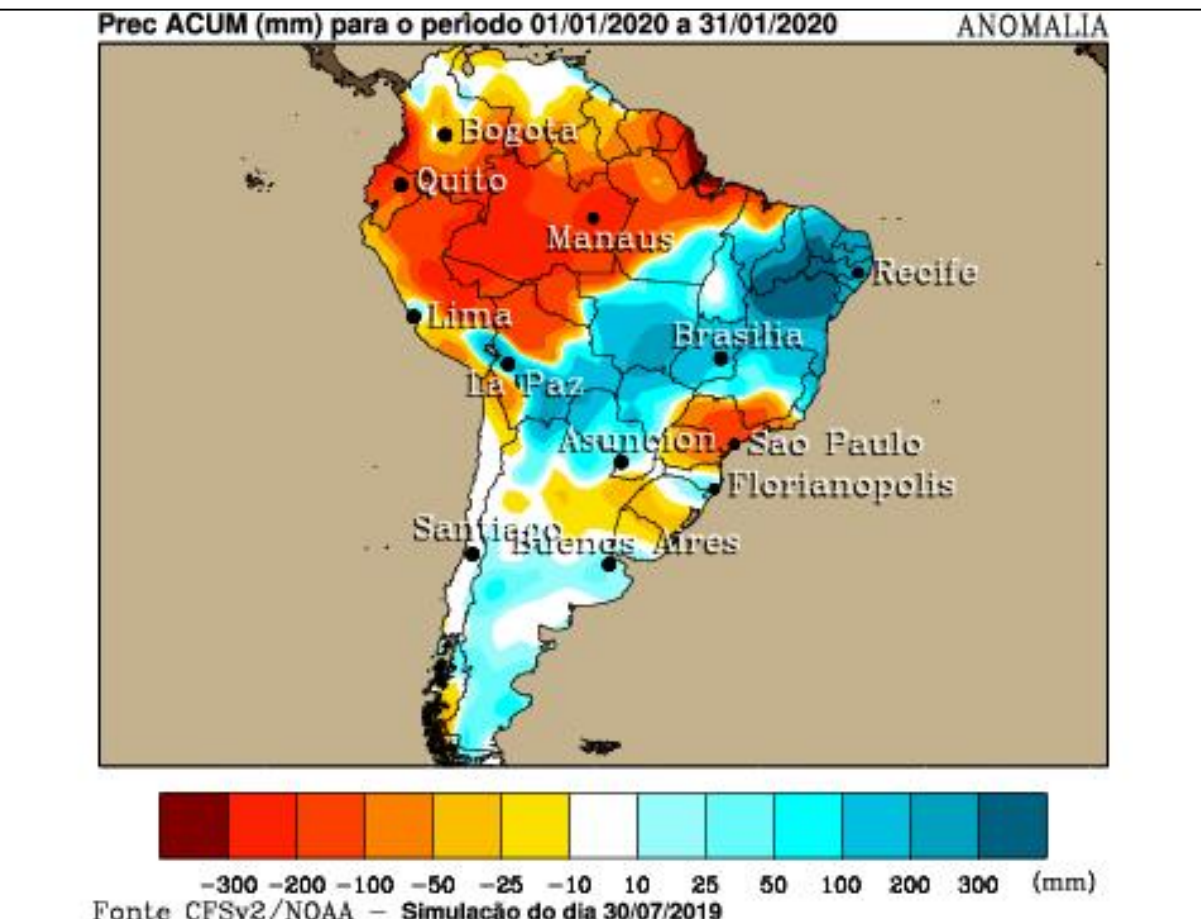 Prec ACUM (mm) para o período 01/01/2020 a 31/01/2020 ANOMALIA
Bogota
Quito
Manaus
Recife
Lima
Brasilia
La Paz
Asuncion
Sao Paulo
Florianopolis
Santiago
Buenos Aires
-300 -200 -100 -50 -25 -10 10 25 50 100 200 300 (mm)
Fonte CFSv2/NOAA – Simulação do dia 30/07/2019